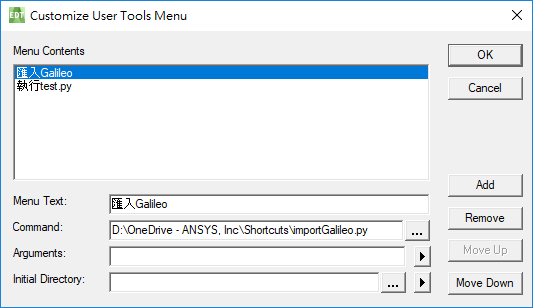 EDT Customize User Tools Menu
Menu Contents
OK
匯入Galileo
執行test.py
Cancel
Add
Menu Text: 匯入Galileo
Remove
Command: D:\OneDrive - ANSYS, Inc\Shortcuts\importGalileo.py ...
Arguments:
Move Up
Initial Directory: ...
Move Down